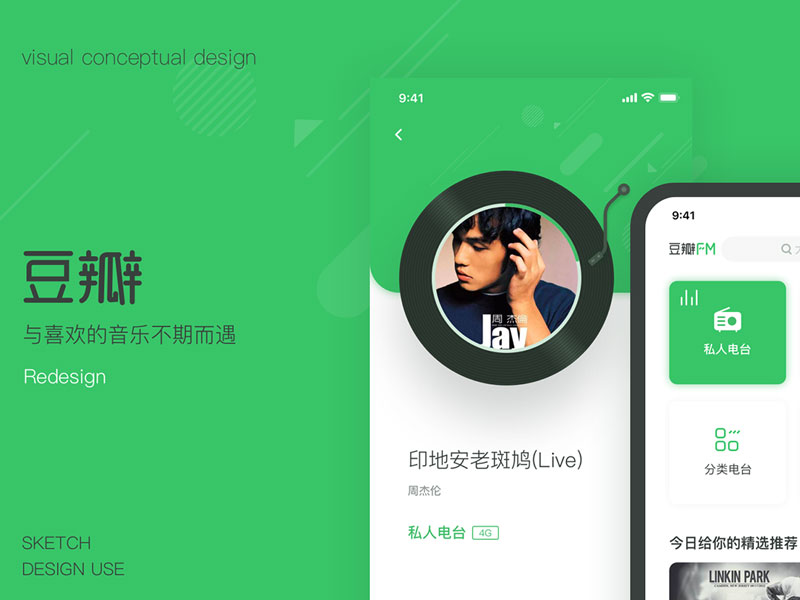 visual conceptual design
豆瓣
与喜欢的音乐不期而遇
Redesign
SKETCH
DESIGN USE
9:41
周 杰倫
Jay
印地安老斑鸠(Live)
周杰伦
私人电台 4G
9:41
豆瓣FM
私人电台
分类电台
今日给你的精选推荐
LINKIN PARK